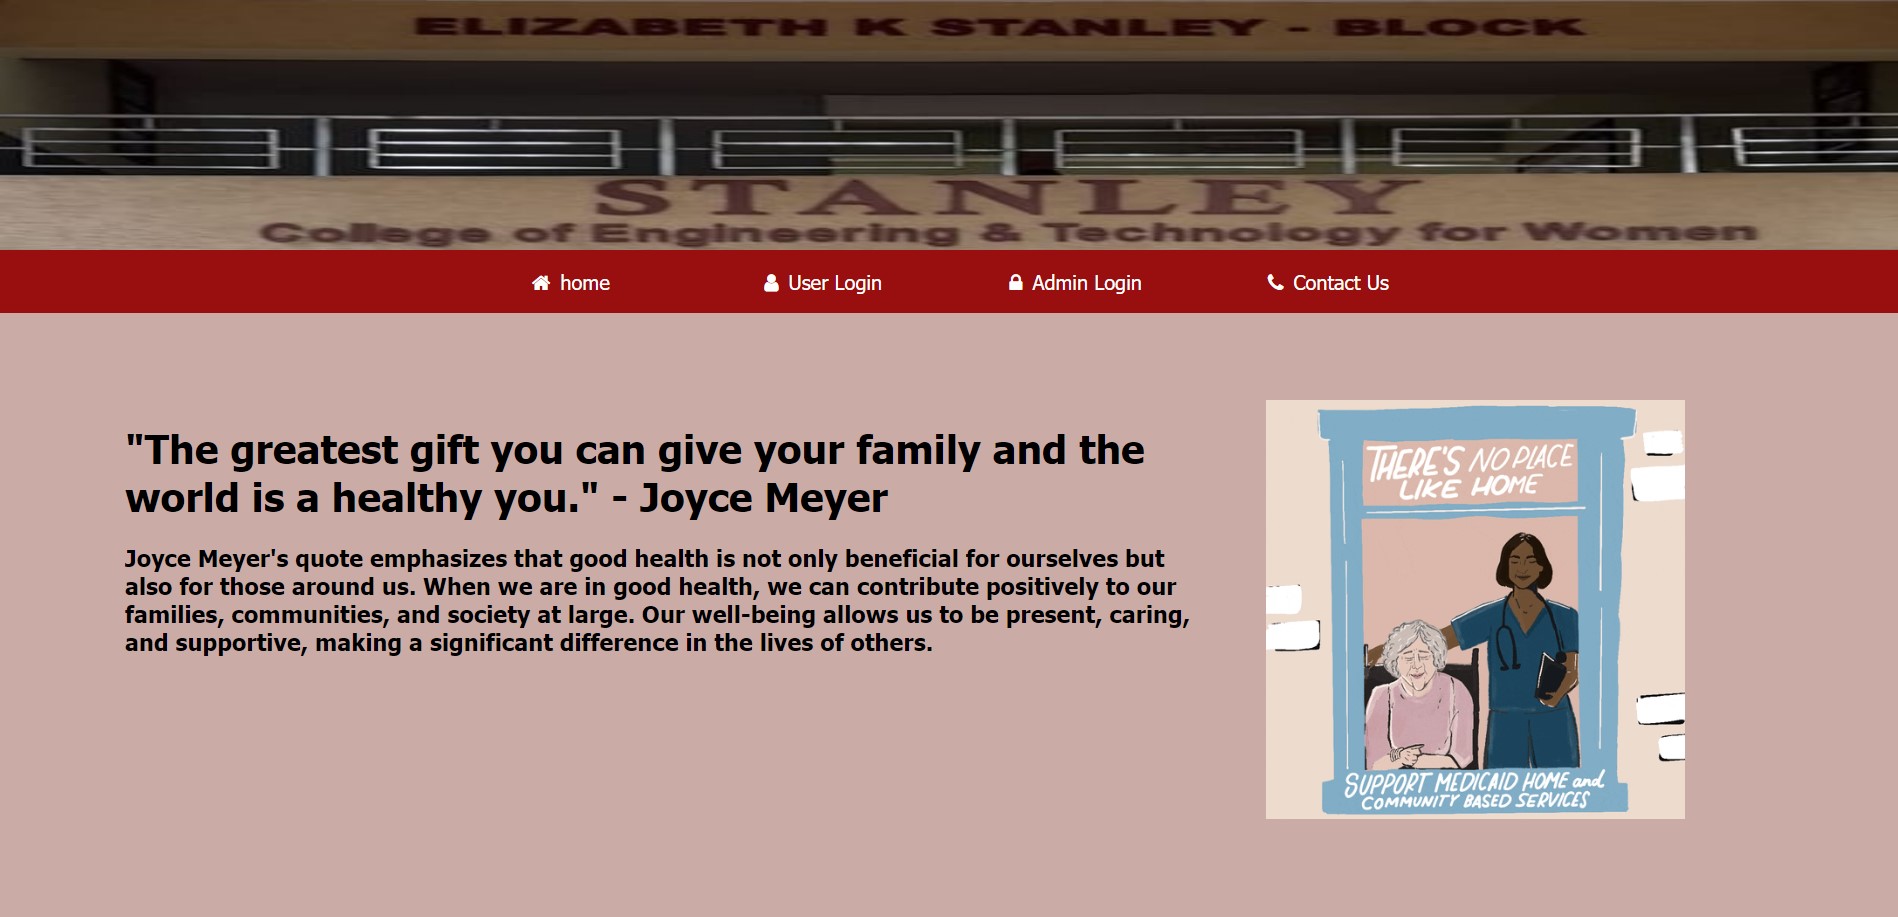 ELIZABETH K STANLEY - BLOCK
STANLEY
College of Engineering & Technology for Women
home
User Login
Admin Login
Contact Us
"The greatest gift you can give your family and the
world is a healthy you." - Joyce Meyer
Joyce Meyer's quote emphasizes that good health is not only beneficial for ourselves but
also for those around us. When we are in good health, we can contribute positively to our
families, communities, and society at large. Our well-being allows us to be present, caring,
and supportive, making a significant difference in the lives of others.
THERE'S NO PLACE
LIKE HOME
SUPPORT MEDICAID HOME and
COMMUNITY BASED SERVICES